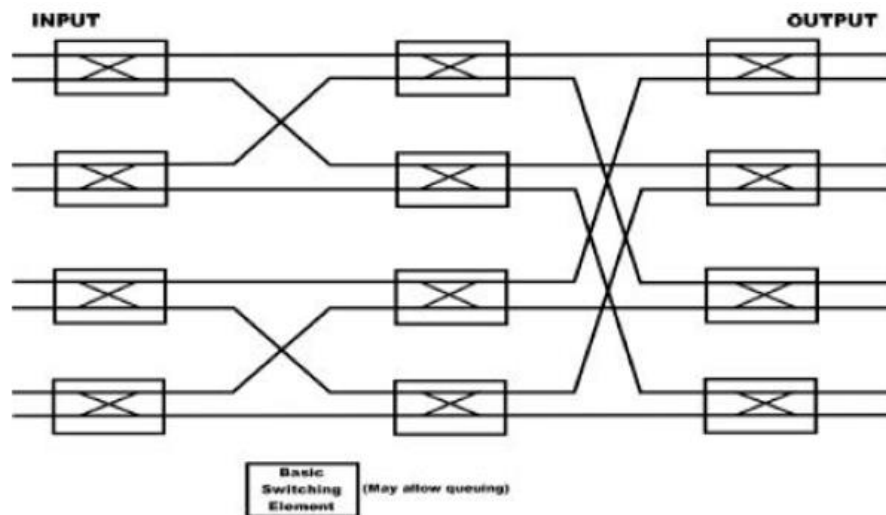 INPUT
OUTPUT
Basic
Switching
Element
(May allow queuing)